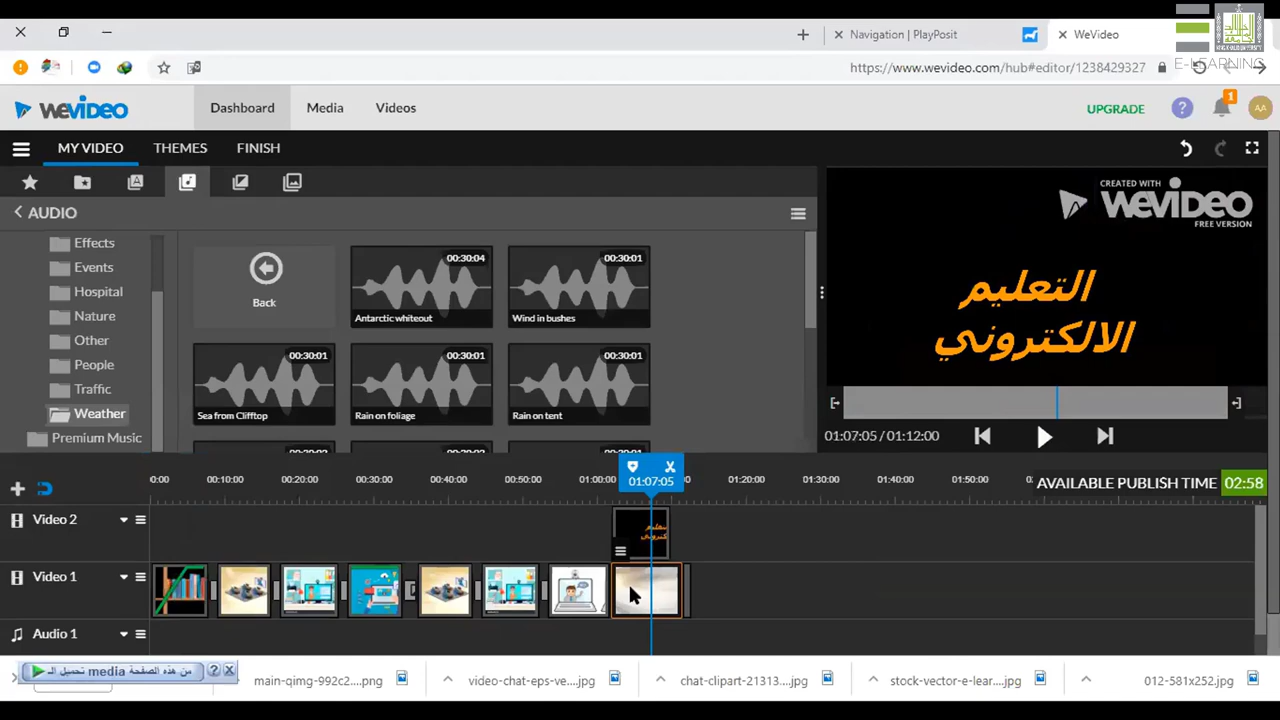 Navigation | PlayPosit
WeVideo
https://www.wevideo.com/hub#editor/1238429327
E-LEARNING
WEVIDEO
Dashboard
Media
Videos
UPGRADE
?
1
AA
MY VIDEO
THEMES
FINISH
AUDIO
Effects
Events
Hospital
Nature
Other
People
Traffic
Weather
Premium Music
Back
00:30:04
Antarctic whiteout
00:30:01
Wind in bushes
00:30:01
Sea from Clifftop
00:30:01
Rain on foliage
00:30:01
Rain on tent
CREATED WITH
WEVIDEO
FREE VERSION
التعليم
الالكتروني
01:07:05 / 01:12:00
0:00
00:10:00
00:20:00
00:30:00
00:40:00
00:50:00
01:00:00
01:07:05
01:20:00
01:30:00
01:40:00
01:50:00
02:00:00
AVAILABLE PUBLISH TIME
02:58
Video 2
Video 1
Audio 1
تحميل الـ media من هذه الصفحة
?
main-qimg-992c2....png
video-chat-eps-ve....jpg
chat-clipart-21313....jpg
stock-vector-e-lear....jpg
012-581x252.jpg